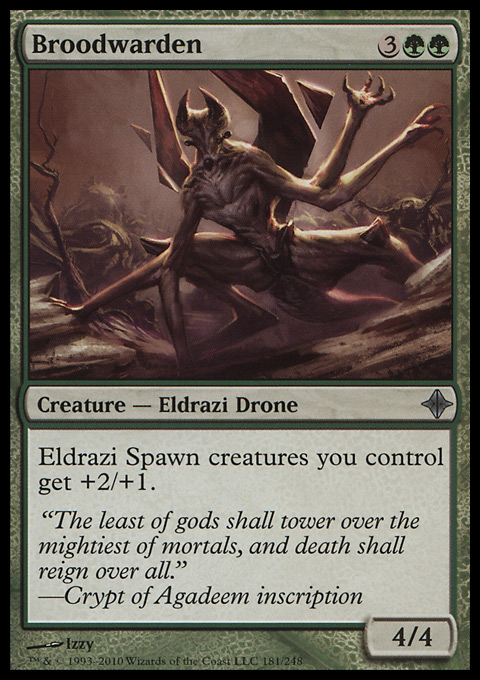 Broodwarden 3
Creature — Eldrazi Drone
Eldrazi Spawn creatures you control
get +2/+1.
“The least of gods shall tower over the
mightiest of mortals, and death shall
reign over all.”
—Crypt of Agadeem inscription
4/4
Izzy
™ & © 1993–2010 Wizards of the Coast LLC 181/248